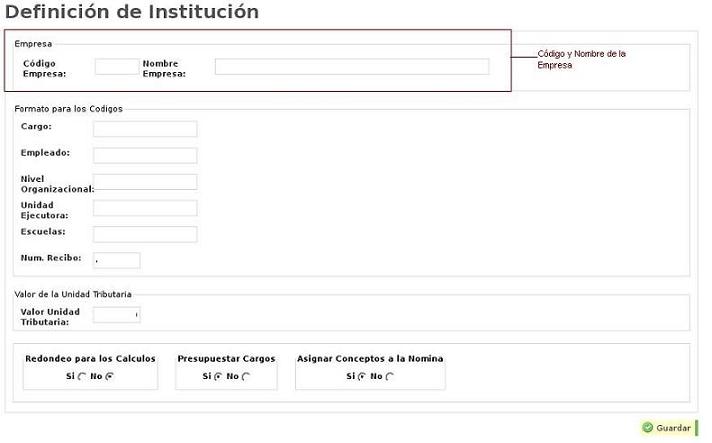 Definición de Institución
Empresa
Código Empresa:
Nombre Empresa:
Código y Nombre de la Empresa
Formato para los Codigos
Cargo:
Empleado:
Nivel Organizacional:
Unidad Ejecutora:
Escuelas:
Num. Recibo:
Valor de la Unidad Tributaria
Valor Unidad Tributaria:
Redondeo para los Calculos
Si No
Presupuestar Cargos
Si No
Asignar Conceptos a la Nomina
Si No
Guardar